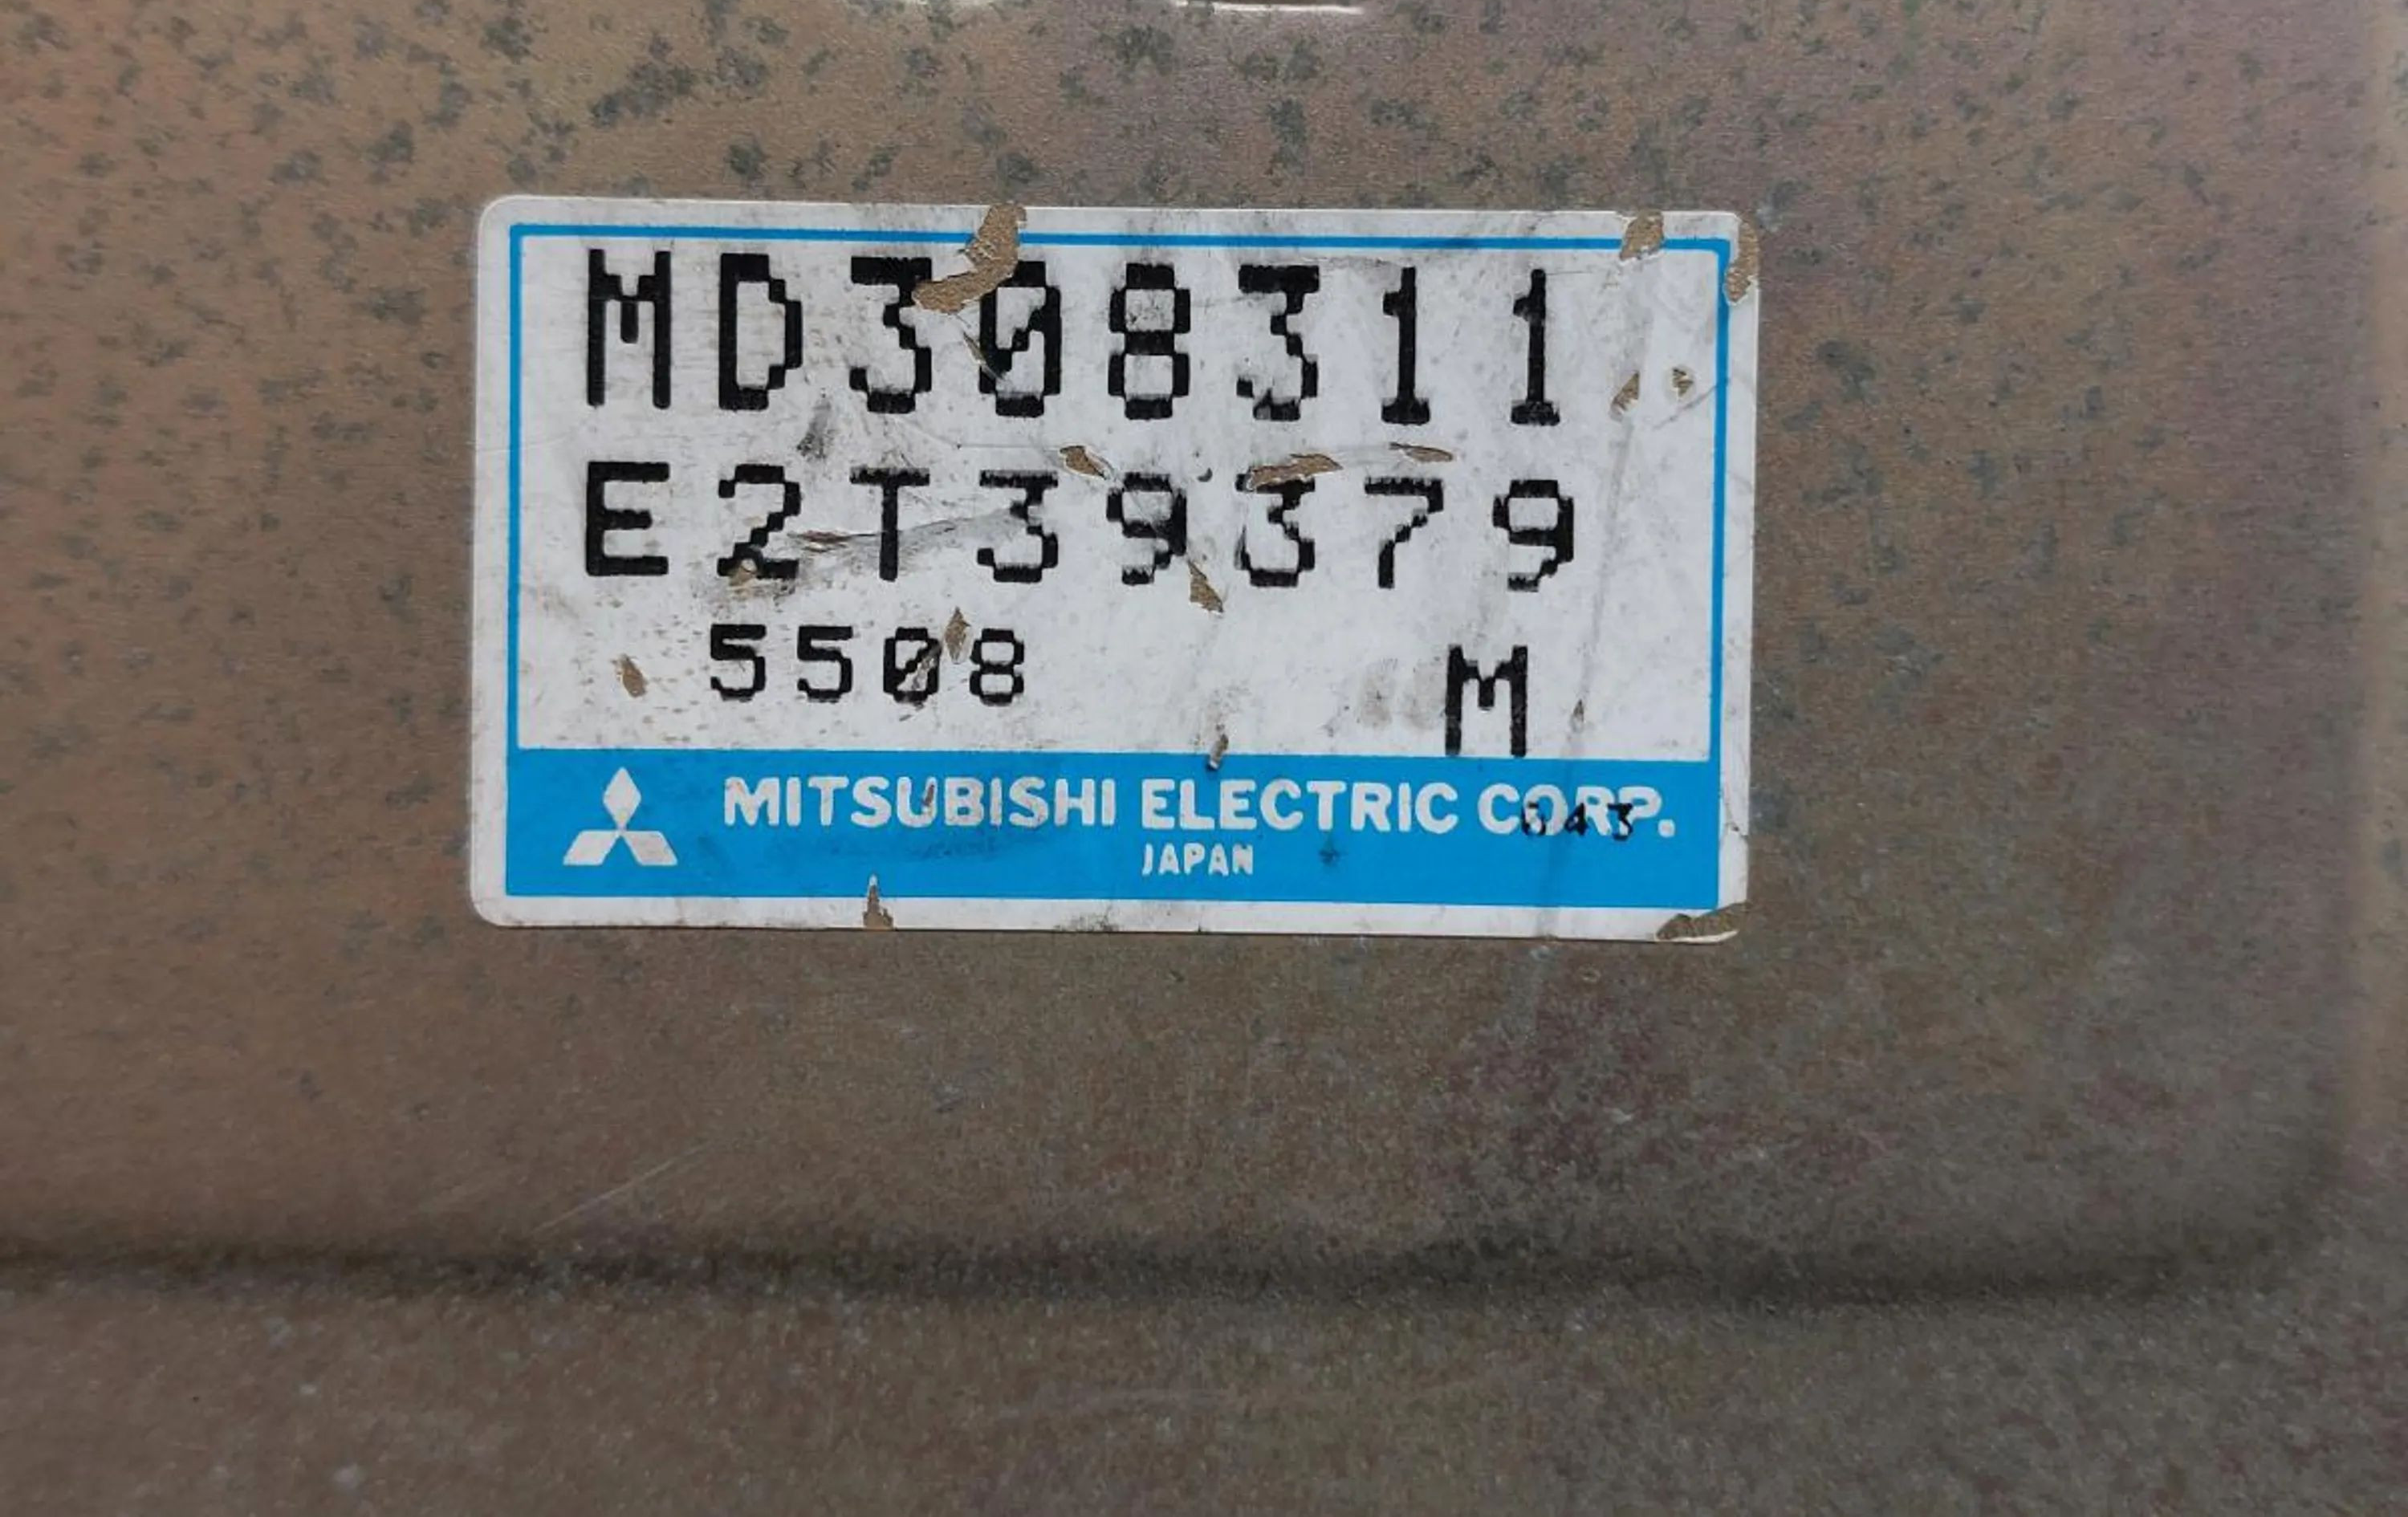 MD308311
E2T39379
5508 M
MITSUBISHI ELECTRIC CORP.
JAPAN